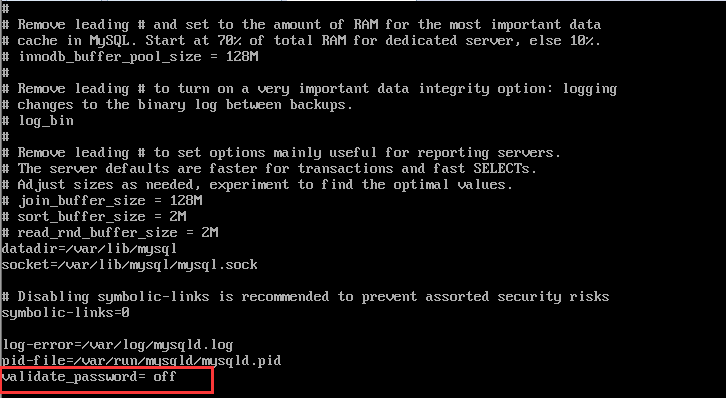 #
# Remove leading # and set to the amount of RAM for the most important data
# cache in MySQL. Start at 70% of total RAM for dedicated server, else 10%.
# innodb_buffer_pool_size = 128M
#
# Remove leading # to turn on a very important data integrity option: logging
# changes to the binary log between backups.
# log_bin
#
# Remove leading # to set options mainly useful for reporting servers.
# The server defaults are faster for transactions and fast SELECTs.
# Adjust sizes as needed, experiment to find the optimal values.
# join_buffer_size = 128M
# sort_buffer_size = 2M
# read_rnd_buffer_size = 2M
datadir=/var/lib/mysql
socket=/var/lib/mysql/mysql.sock
# Disabling symbolic-links is recommended to prevent assorted security risks
symbolic-links=0
log-error=/var/log/mysqld.log
pid-file=/var/run/mysqld/mysqld.pid
validate_password= off